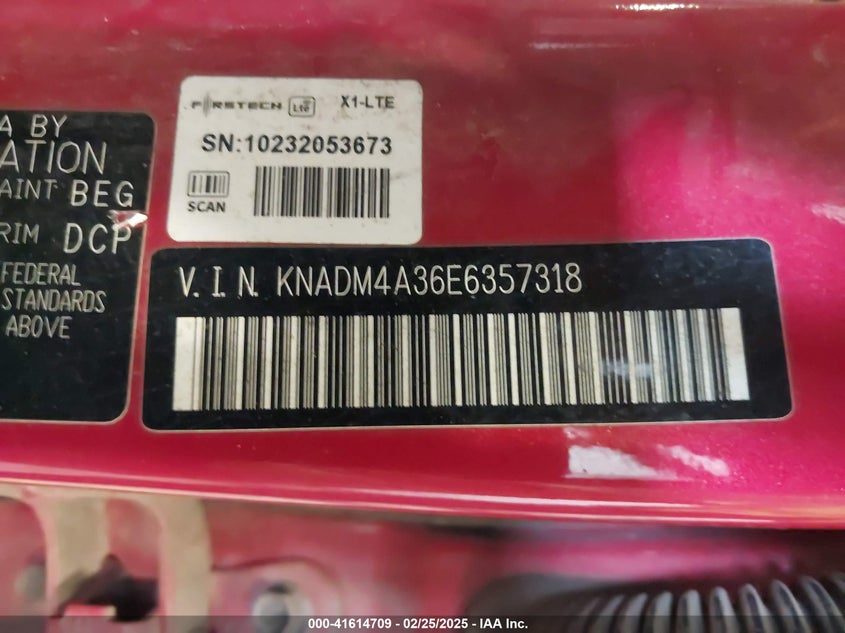 A BY
ATION
AINT BEG
RIM DCP
FEDERAL
STANDARDS
ABOVE
FIRSTECH LTE X1-LTE
SN:10232053673
SCAN
V.I.N. KNADM4A36E6357318
000-41614709 - 02/25/2025 - IAA Inc.